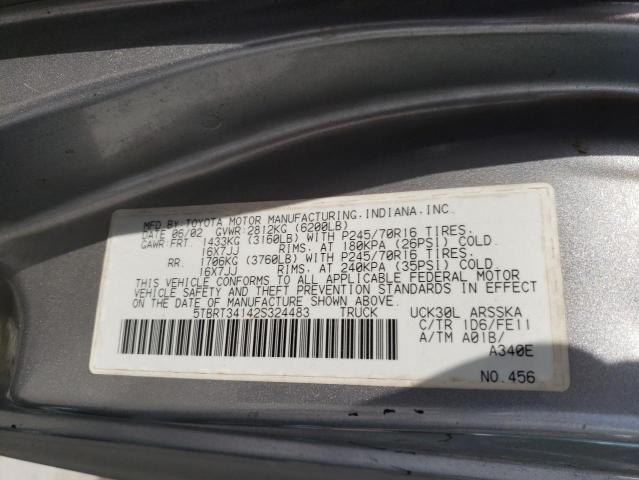 MFD.BY:TOYOTA MOTOR MANUFACTURING,INDIANA,INC.
DATE 06/02 GVWR:2812KG (6200LB)
GAWR:FRT. 1433KG (3160LB) WITH P245/70R16 TIRES.
16X7JJ RIMS. AT 180KPA (26PSI) COLD.
RR. 1706KG (3760LB) WITH P245/70R16 TIRES.
16X7JJ RIMS. AT 240KPA (35PSI) COLD
THIS VEHICLE CONFORMS TO ALL APPLICABLE FEDERAL MOTOR
VEHICLE SAFETY AND THEFT PREVENTION STANDARDS IN EFFECT
ON THE DATE OF MANUFACTURE SHOWN ABOVE.
5TBRT34142S324483 TRUCK UCK30L ARSSKA
C/TR 1D6/FE11
A/TM A01B/
A340E
NO.456